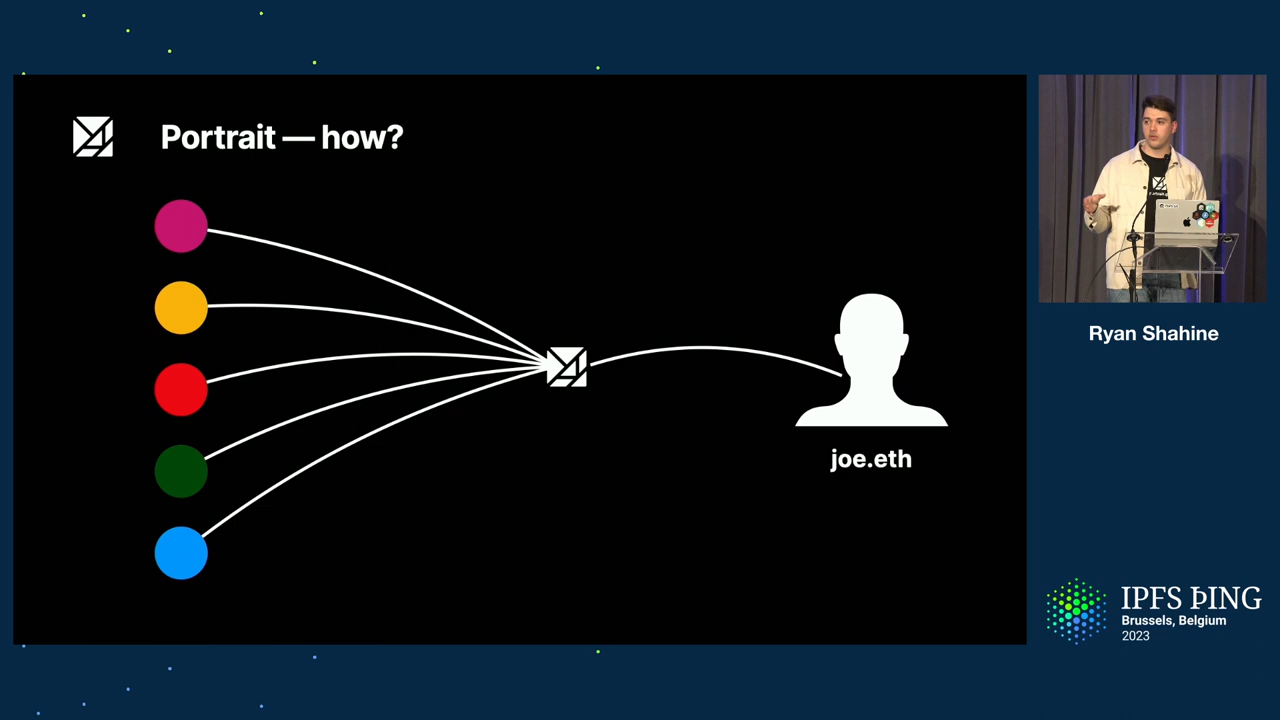 Portrait — how?
joe.eth
Ryan Shahine
IPFS ÞING
Brussels, Belgium
2023